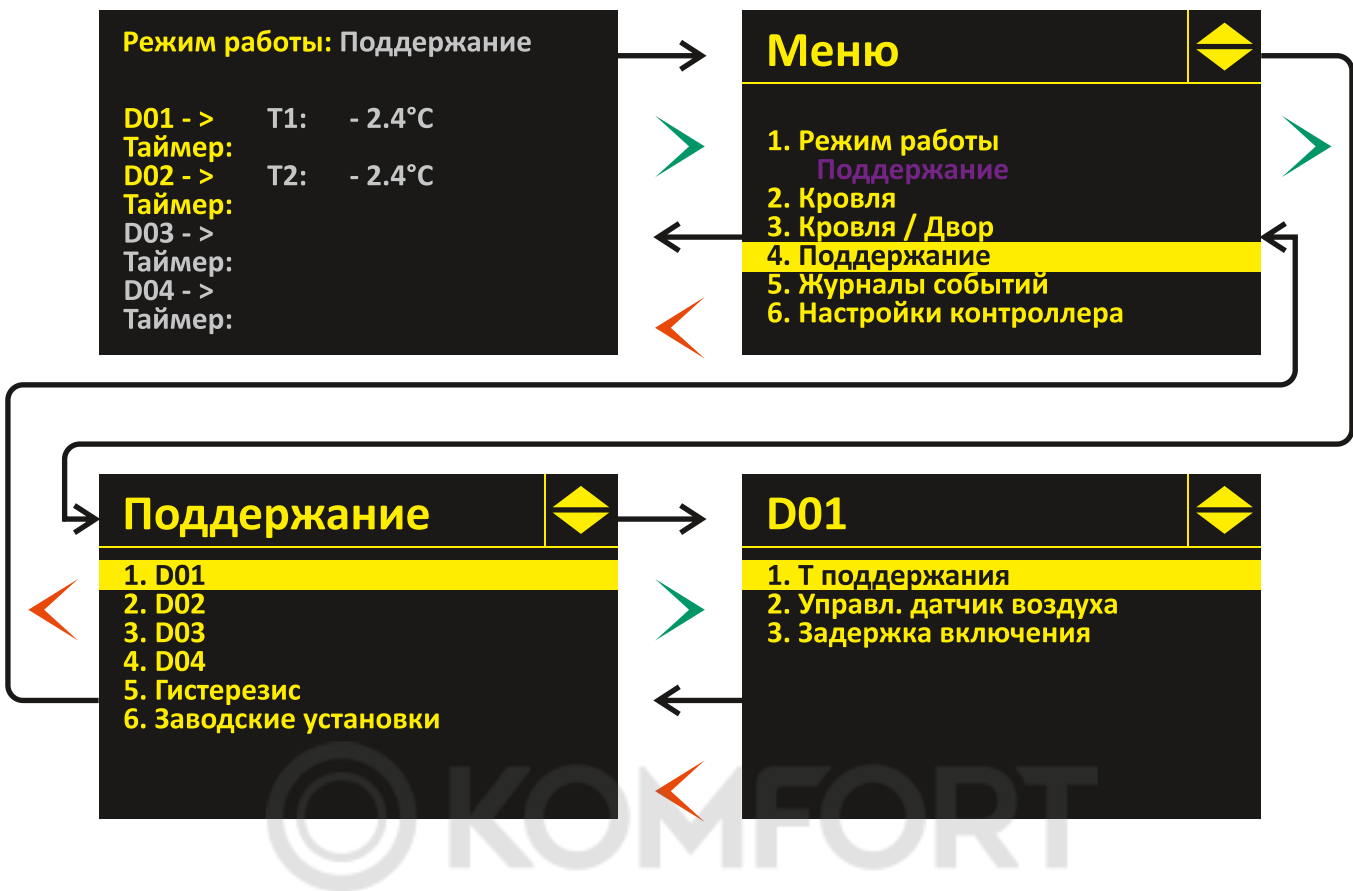 Режим работы: Поддержание
D01 - > T1: - 2.4°C
Таймер:
D02 - > T2: - 2.4°C
Таймер:
D03 - >
Таймер:
D04 - >
Таймер:
Меню
1. Режим работы
Поддержание
2. Кровля
3. Кровля / Двор
4. Поддержание
5. Журналы событий
6. Настройки контроллера
Поддержание
1. D01
2. D02
3. D03
4. D04
5. Гистерезис
6. Заводские установки
D01
1. Т поддержания
2. Управл. датчик воздуха
3. Задержка включения
KOMFORT